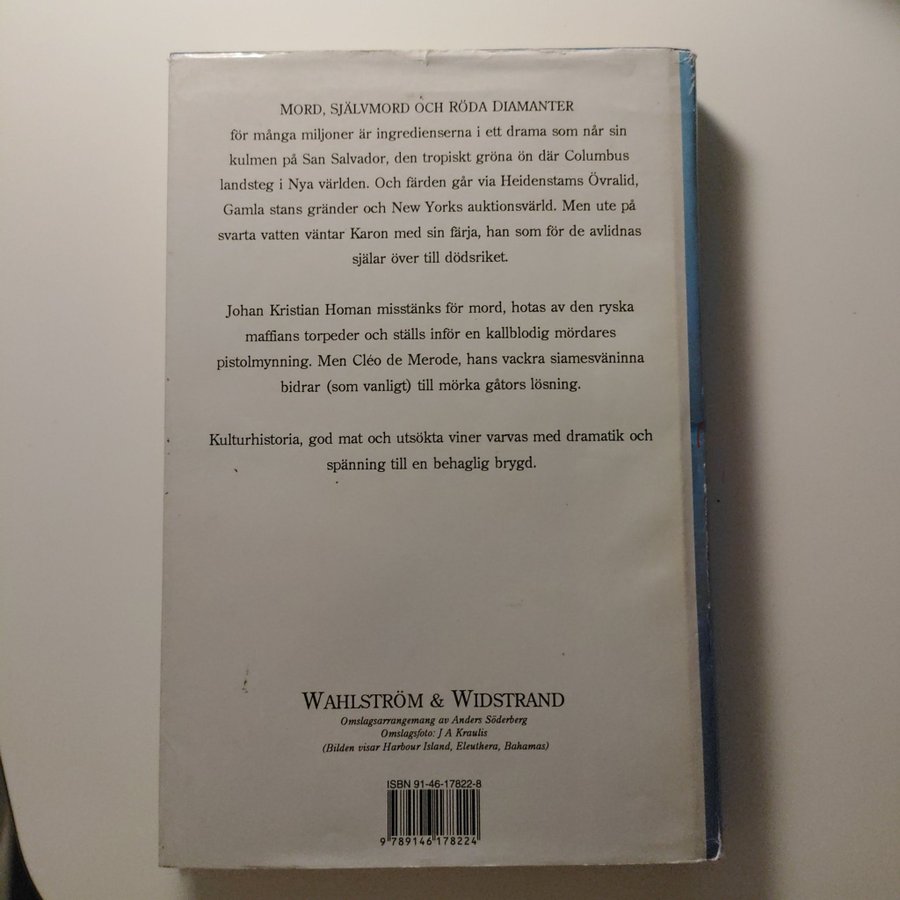 MORD, SJÄLVMORD OCH RÖDA DIAMANTER
för många miljoner är ingredienserna i ett drama som når sin
kulmen på San Salvador, den tropiskt gröna ön där Columbus
landsteg i Nya världen. Och färden går via Heidenstams Övralid,
Gamla stans gränder och New Yorks auktionsvärld. Men ute på
svarta vatten väntar Karon med sin färja, han som för de avlidnas
själar över till dödsriket.
Johan Kristian Homan misstänks för mord, hotas av den ryska
maffians torpeder och ställs inför en kallblodig mördares
pistolmynning. Men Cléo de Merode, hans vackra siamesväninna
bidrar (som vanligt) till mörka gåtors lösning.
Kulturhistoria, god mat och utsökta viner varvas med dramatik och
spänning till en behaglig brygd.
WAHLSTRÖM & WIDSTRAND
Omslagsarrangemang av Anders Söderberg
Omslagsfoto: J A Kraulis
(Bilden visar Harbour Island, Eleuthera, Bahamas)
ISBN 91-46-17822-8
9 789146 178224